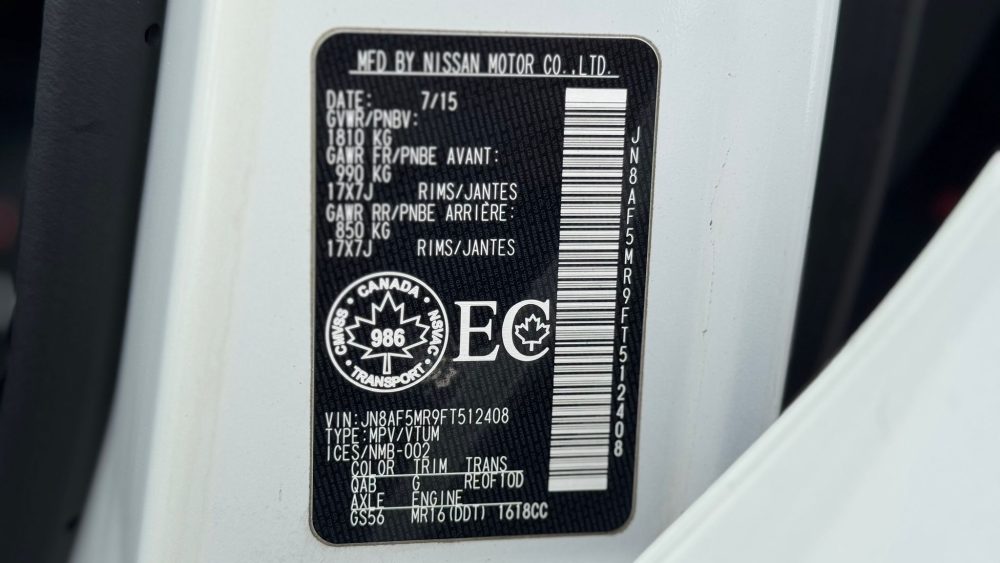 MFD BY NISSAN MOTOR CO.,LTD.
DATE: 7/15
GVWR/PNBV:
1810 KG
GAWR FR/PNBE AVANT:
990 KG
17X7J RIMS/JANTES
GAWR RR/PNBE ARRIÈRE:
850 KG
17X7J RIMS/JANTES
JN8AF5MR9FT512408
CANADA
CMVSS 986 NSVAC
TRANSPORT
EC
VIN:JN8AF5MR9FT512408
TYPE:MPV/VTUM
ICES/NMB-002
COLOR TRIM TRANS
QAB G RE0F10D
AXLE ENGINE
GS56 MR16(DDT) 1618CC